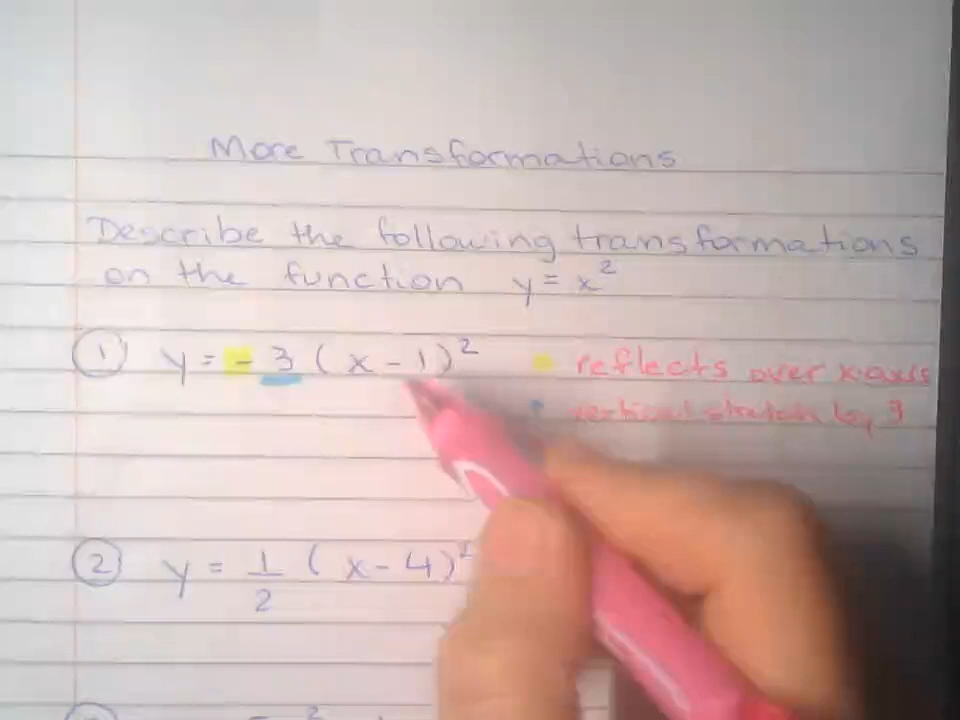 More Transformations
Describe the following transformations
on the function y = x²
① y = - 3 ( x - 1 )² reflects over x-axis
vertical stretch by 3
② y = 1/2 ( x - 4 )²